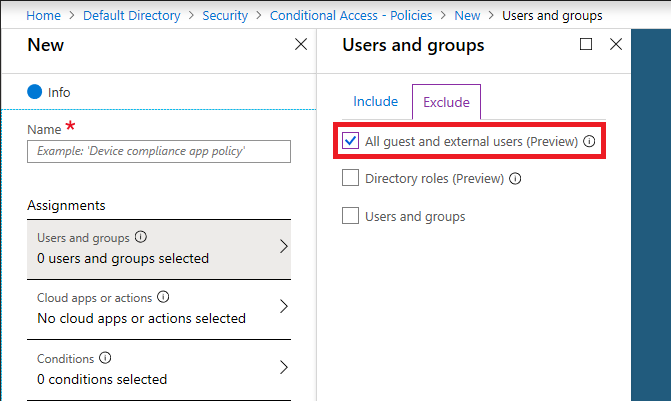 Home > Default Directory > Security > Conditional Access - Policies > New > Users and groups
New
Info
Name *
Example: 'Device compliance app policy'
Assignments
Users and groups
0 users and groups selected
Cloud apps or actions
No cloud apps or actions selected
Conditions
0 conditions selected
Users and groups
Include Exclude
All guest and external users (Preview)
Directory roles (Preview)
Users and groups